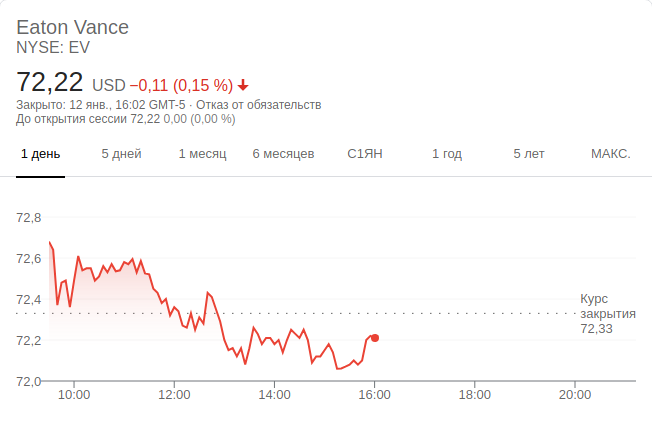 Eaton Vance
NYSE: EV
72,22 USD −0,11 (0,15 %)
Закрыто: 12 янв., 16:02 GMT-5 · Отказ от обязательств
До открытия сессии 72,22 0,00 (0,00 %)
1 день 5 дней 1 месяц 6 месяцев С1ЯН 1 год 5 лет МАКС.
72,8
72,6
72,4
72,2
72,0
Курс
закрытия
72,33
10:00 12:00 14:00 16:00 18:00 20:00